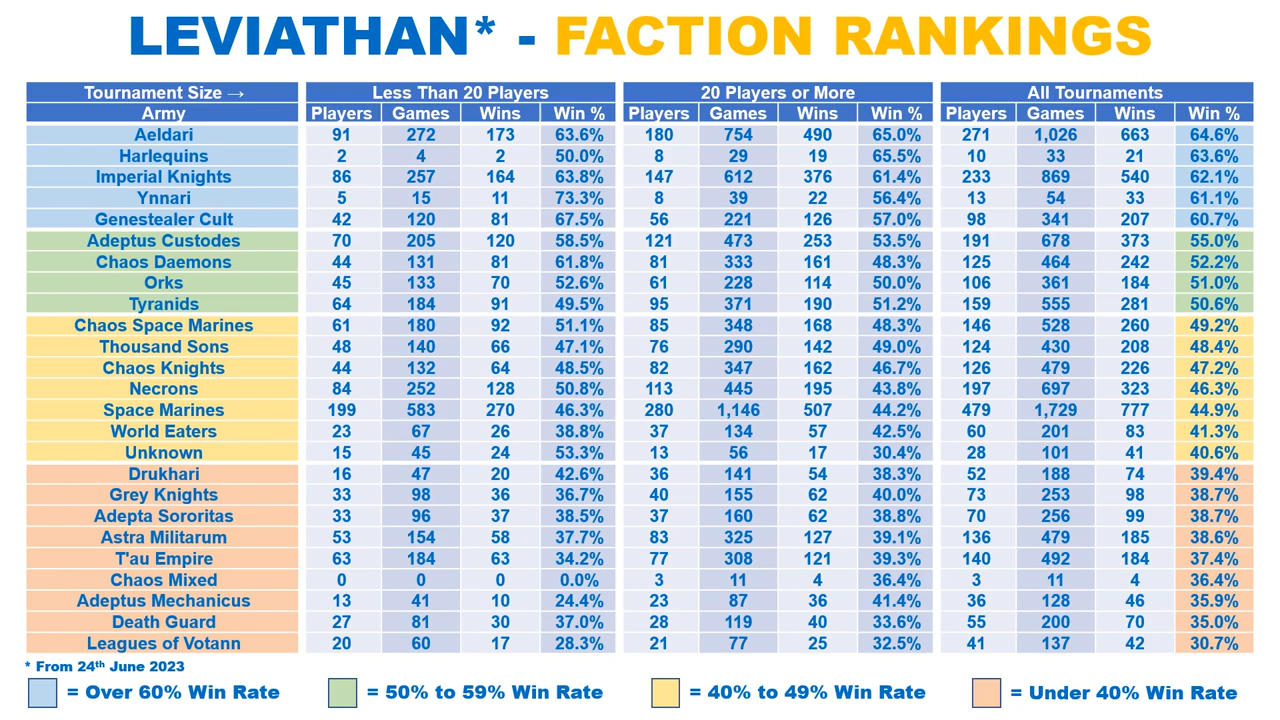 LEVIATHAN* - FACTION RANKINGS
Tournament Size → Less Than 20 Players 20 Players or More All Tournaments
Army Players Games Wins Win % Players Games Wins Win % Players Games Wins Win %
Aeldari 91 272 173 63.6% 180 754 490 65.0% 271 1,026 663 64.6%
Harlequins 2 4 2 50.0% 8 29 19 65.5% 10 33 21 63.6%
Imperial Knights 86 257 164 63.8% 147 612 376 61.4% 233 869 540 62.1%
Ynnari 5 15 11 73.3% 8 39 22 56.4% 13 54 33 61.1%
Genestealer Cult 42 120 81 67.5% 56 221 126 57.0% 98 341 207 60.7%
Adeptus Custodes 70 205 120 58.5% 121 473 253 53.5% 191 678 373 55.0%
Chaos Daemons 44 131 81 61.8% 81 333 161 48.3% 125 464 242 52.2%
Orks 45 133 70 52.6% 61 228 114 50.0% 106 361 184 51.0%
Tyranids 64 184 91 49.5% 95 371 190 51.2% 159 555 281 50.6%
Chaos Space Marines 61 180 92 51.1% 85 348 168 48.3% 146 528 260 49.2%
Thousand Sons 48 140 66 47.1% 76 290 142 49.0% 124 430 208 48.4%
Chaos Knights 44 132 64 48.5% 82 347 162 46.7% 126 479 226 47.2%
Necrons 84 252 128 50.8% 113 445 195 43.8% 197 697 323 46.3%
Space Marines 199 583 270 46.3% 280 1,146 507 44.2% 479 1,729 777 44.9%
World Eaters 23 67 26 38.8% 37 134 57 42.5% 60 201 83 41.3%
Unknown 15 45 24 53.3% 13 56 17 30.4% 28 101 41 40.6%
Drukhari 16 47 20 42.6% 36 141 54 38.3% 52 188 74 39.4%
Grey Knights 33 98 36 36.7% 40 155 62 40.0% 73 253 98 38.7%
Adepta Sororitas 33 96 37 38.5% 37 160 62 38.8% 70 256 99 38.7%
Astra Militarum 53 154 58 37.7% 83 325 127 39.1% 136 479 185 38.6%
T'au Empire 63 184 63 34.2% 77 308 121 39.3% 140 492 184 37.4%
Chaos Mixed 0 0 0 0.0% 3 11 4 36.4% 3 11 4 36.4%
Adeptus Mechanicus 13 41 10 24.4% 23 87 36 41.4% 36 128 46 35.9%
Death Guard 27 81 30 37.0% 28 119 40 33.6% 55 200 70 35.0%
Leagues of Votann 20 60 17 28.3% 21 77 25 32.5% 41 137 42 30.7%
* From 24th June 2023
= Over 60% Win Rate = 50% to 59% Win Rate = 40% to 49% Win Rate = Under 40% Win Rate